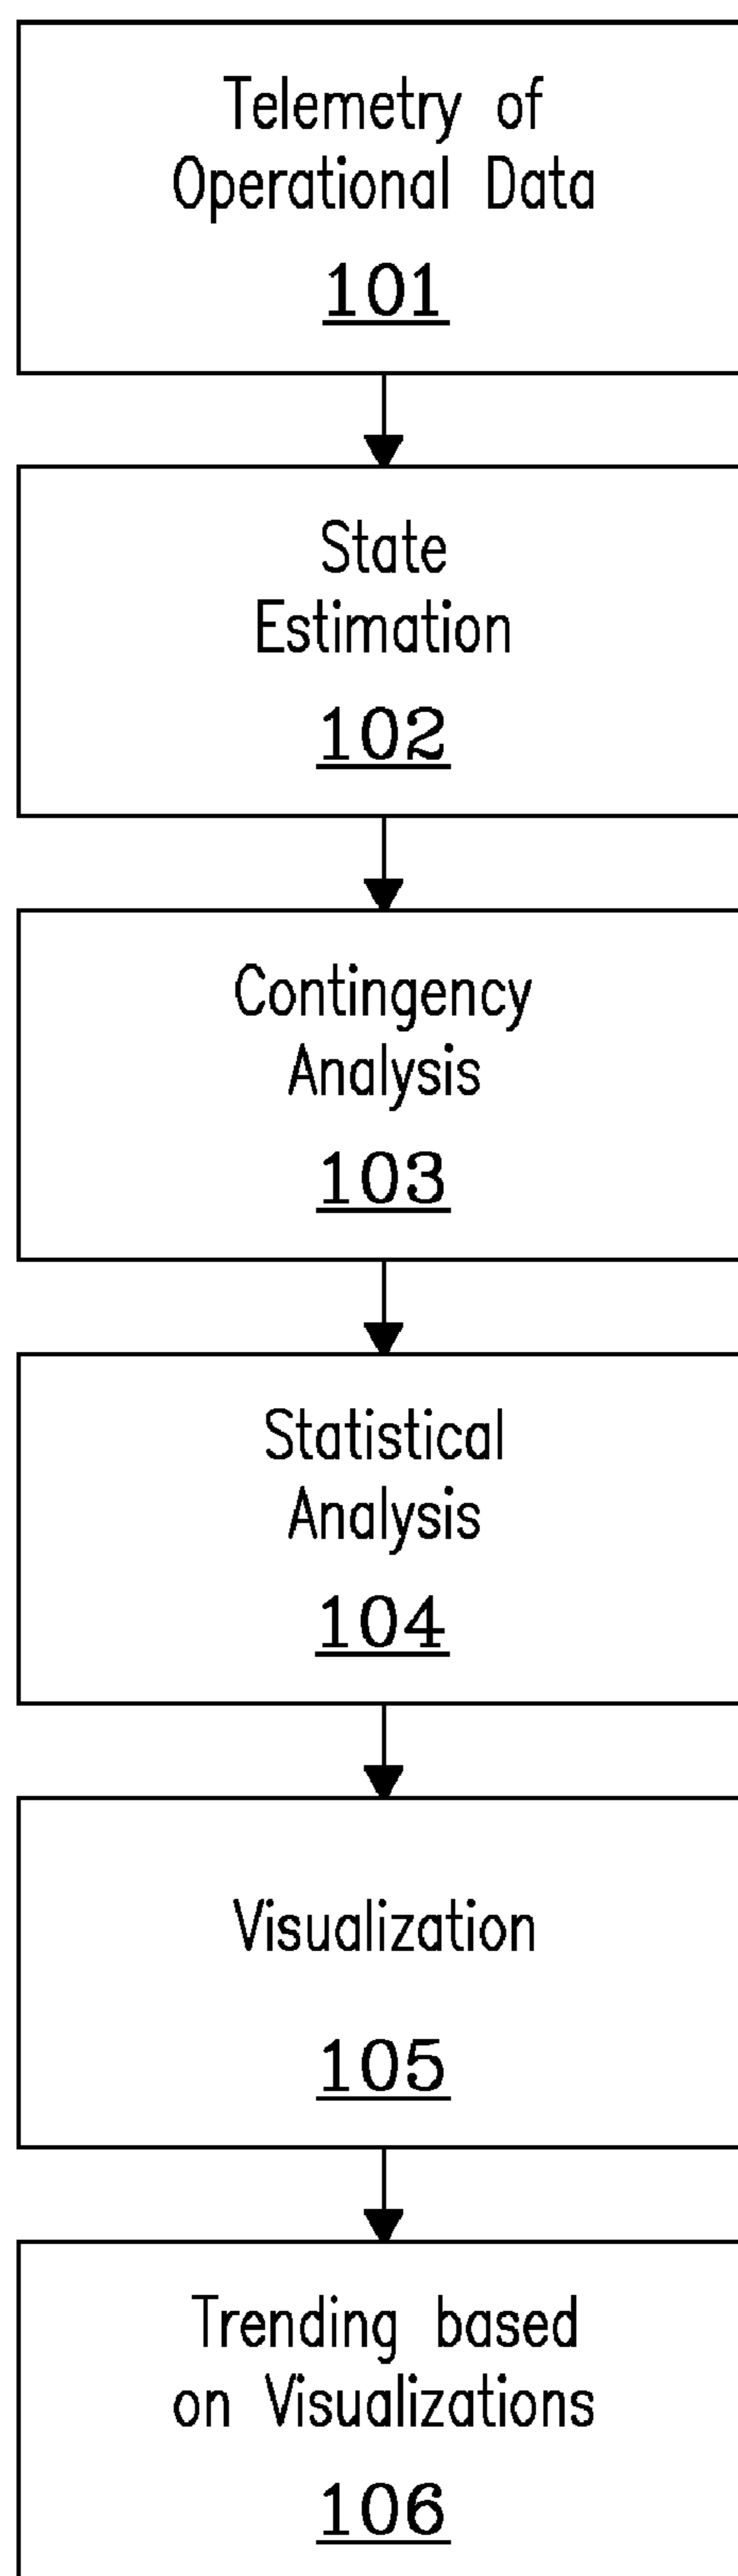 Telemetry of
Operational Data
101
State
Estimation
102
Contingency
Analysis
103
Statistical
Analysis
104
Visualization
105
Trending based
on Visualizations
106